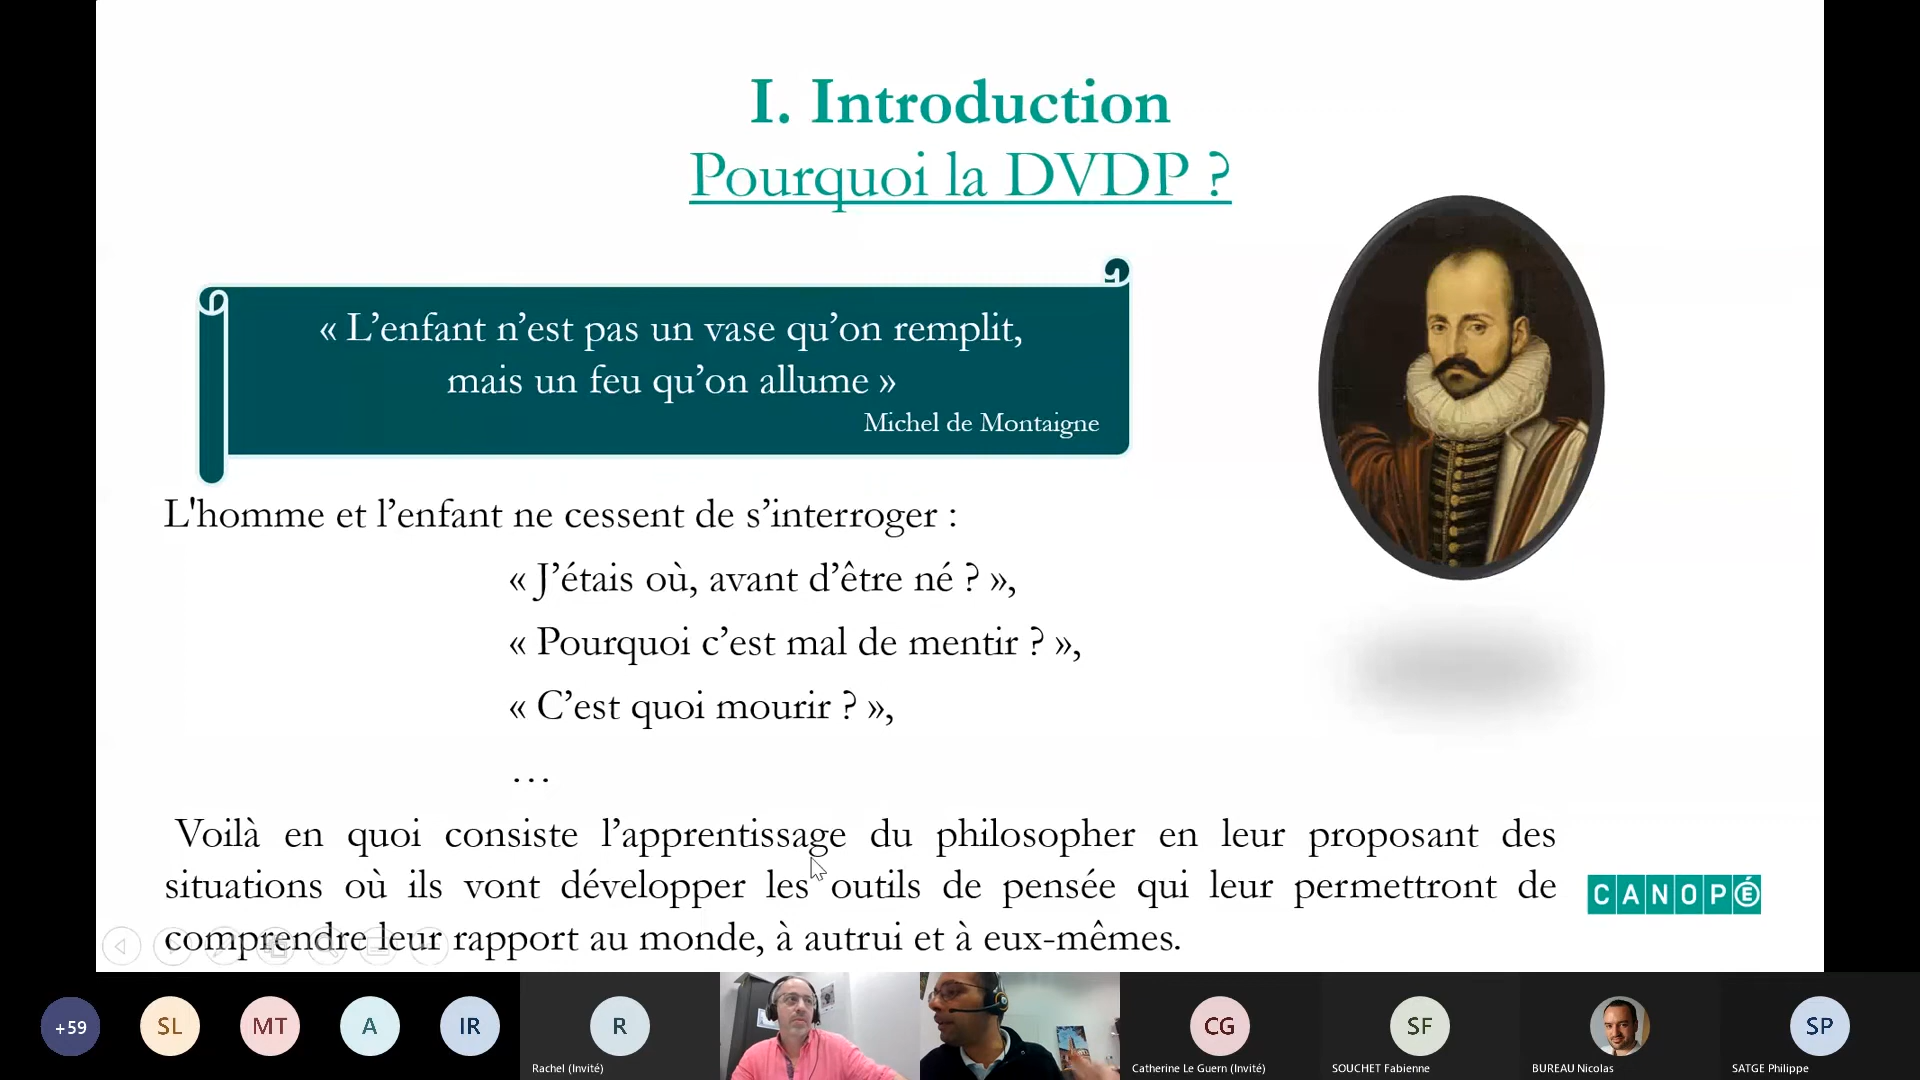 I. Introduction
Pourquoi la DVDP ?
« L’enfant n’est pas un vase qu’on remplit,
mais un feu qu’on allume »
Michel de Montaigne
L'homme et l’enfant ne cessent de s’interroger :
« J’étais où, avant d’être né ? »,
« Pourquoi c’est mal de mentir ? »,
« C’est quoi mourir ? »,
…
Voilà en quoi consiste l’apprentissage du philosopher en leur proposant des
situations où ils vont développer les outils de pensée qui leur permettront de
comprendre leur rapport au monde, à autrui et à eux-mêmes.
CANOPÉ
+59
SL
MT
A
IR
R
Rachel (Invité)
CG
Catherine Le Guern (Invité)
SF
SOUCHET Fabienne
BUREAU Nicolas
SP
SATGE Philippe